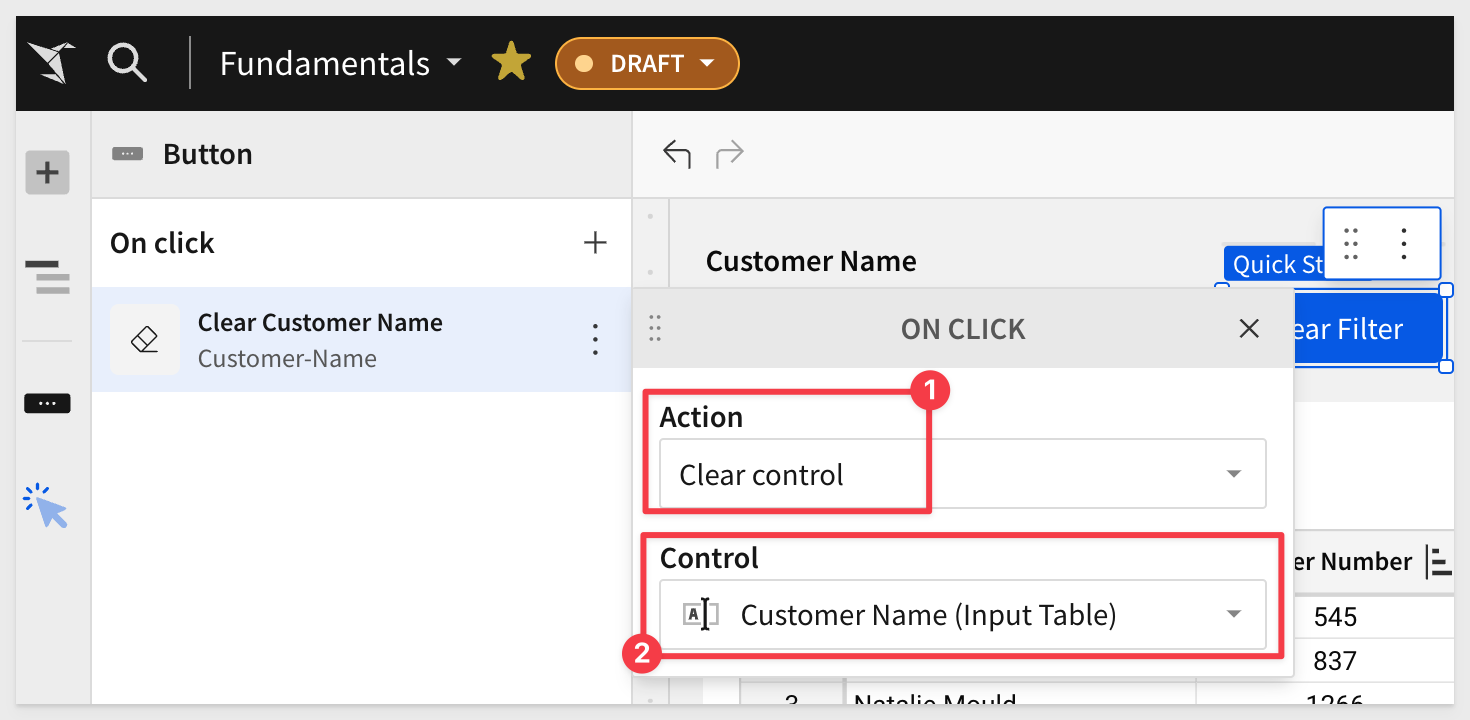 Fundamentals
DRAFT
Button
On click
Clear Customer Name
Customer-Name
Customer Name
Quick St
ON CLICK
ear Filter
1
Action
Clear control
Control
A
Customer Name (Input Table)
2
er Number
545
837
3 Natalie Mould 1266